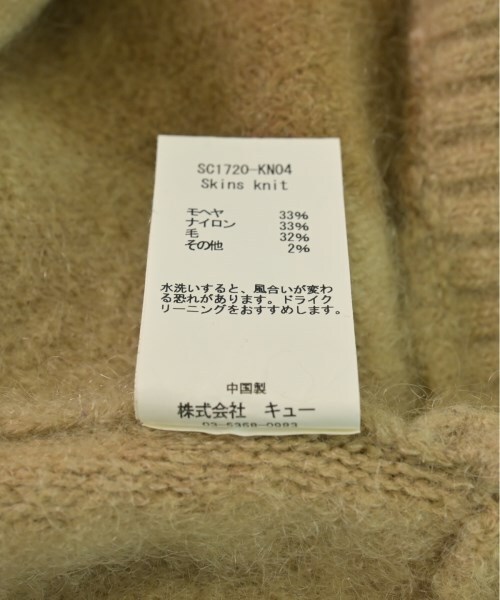 SC1720-KN04
Skins knit
モヘヤ 33%
ナイロン 33%
毛 32%
その他 2%
水洗いすると、風合いが変わ
る恐れがあります。ドライク
リーニングをおすすめします。
中国製
株式会社 キュー
03-5368-0883